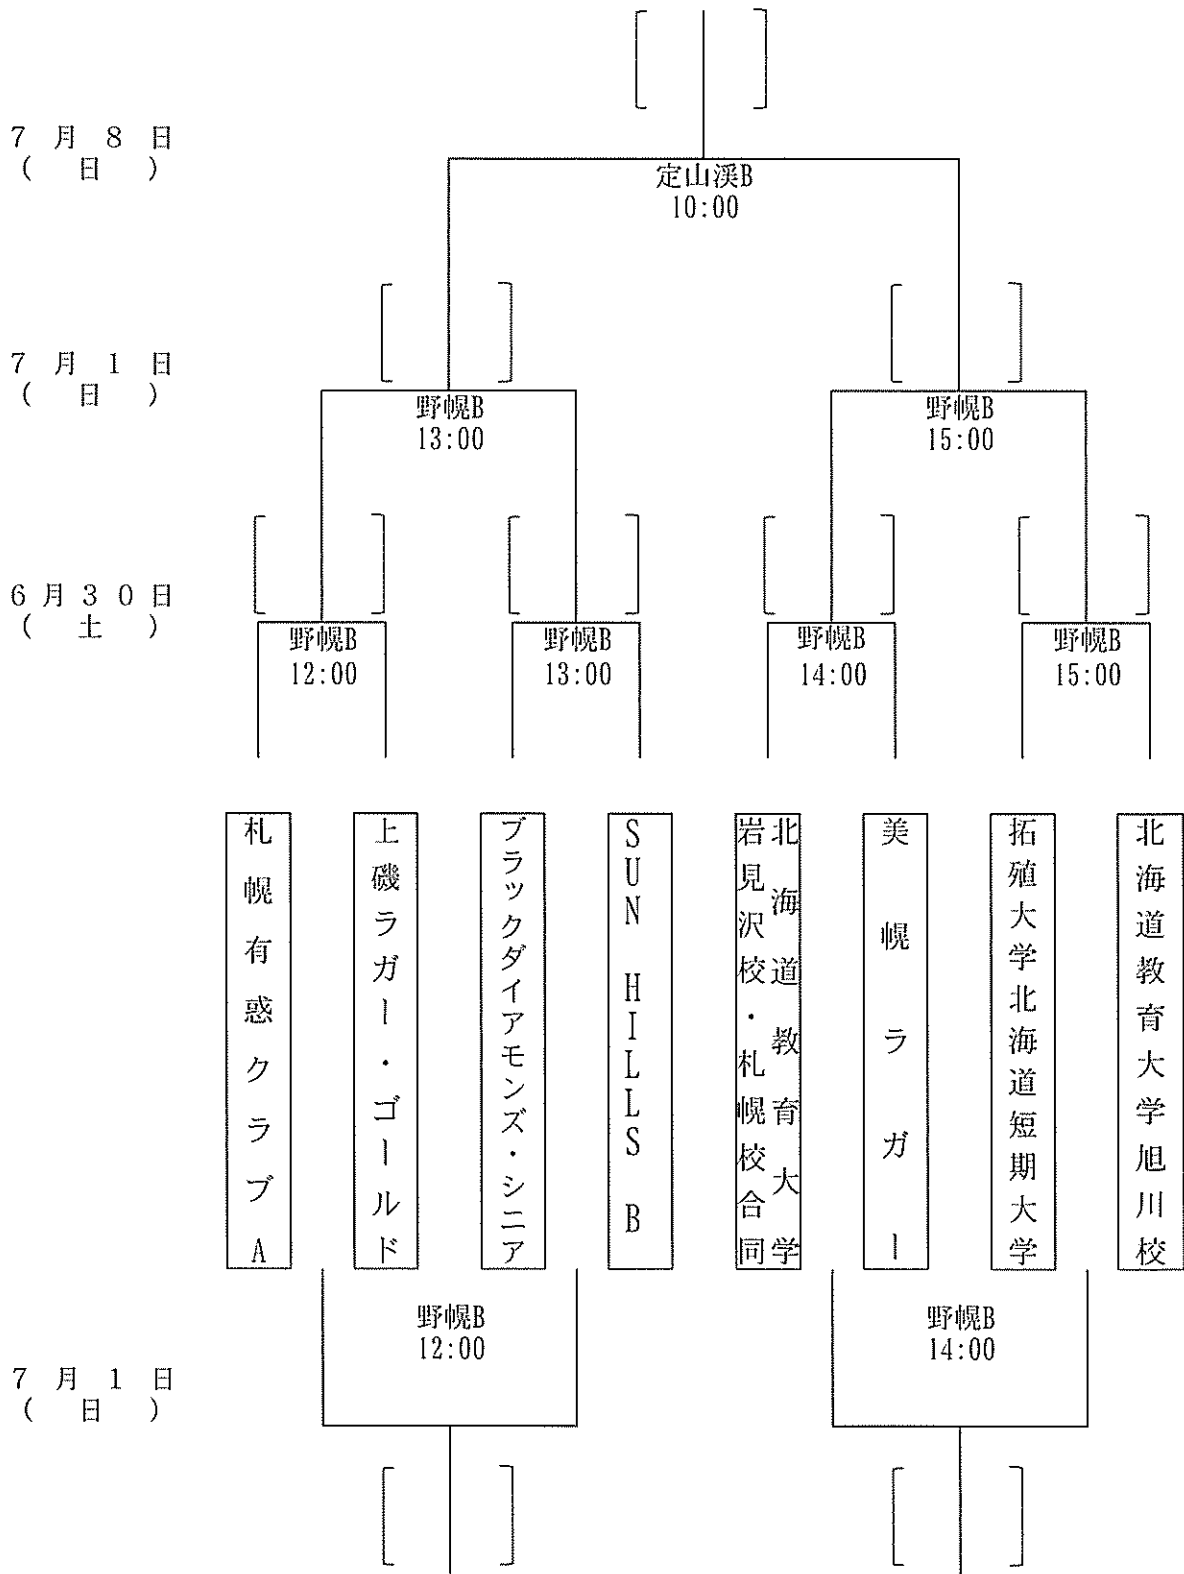 7月8日
(日)
定山渓B
10:00
7月1日
(日)
野幌B
13:00
野幌B
15:00
6月30日
(土)
野幌B
12:00
野幌B
13:00
野幌B
14:00
野幌B
15:00
札幌有惑クラブA
上磯ラガー・ゴールド
ブラックダイアモンズ・シニア
SUN HILLS B
北海道教育大学
岩見沢校・札幌校合同
美幌ラガー
拓殖大学北海道短期大学
北海道教育大学旭川校
野幌B
12:00
野幌B
14:00
7月1日
(日)